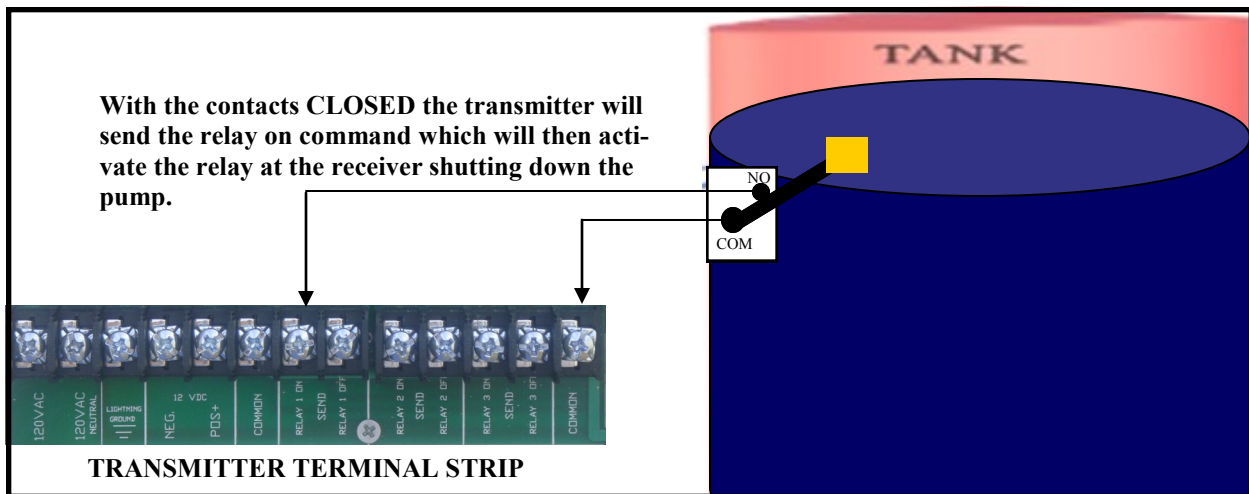 TANK
With the contacts CLOSED the transmitter will
send the relay on command which will then acti-
vate the relay at the receiver shutting down the
pump.
NO
COM
120VAC
120VAC
NEUTRAL
LIGHTNING
GROUND
12 VDC
NEG.
POS+
COMMON
RELAY 1 ON
SEND
RELAY 1 OFF
RELAY 2 ON
SEND
RELAY 2 OFF
RELAY 3 ON
SEND
RELAY 3 OFF
COMMON
TRANSMITTER TERMINAL STRIP